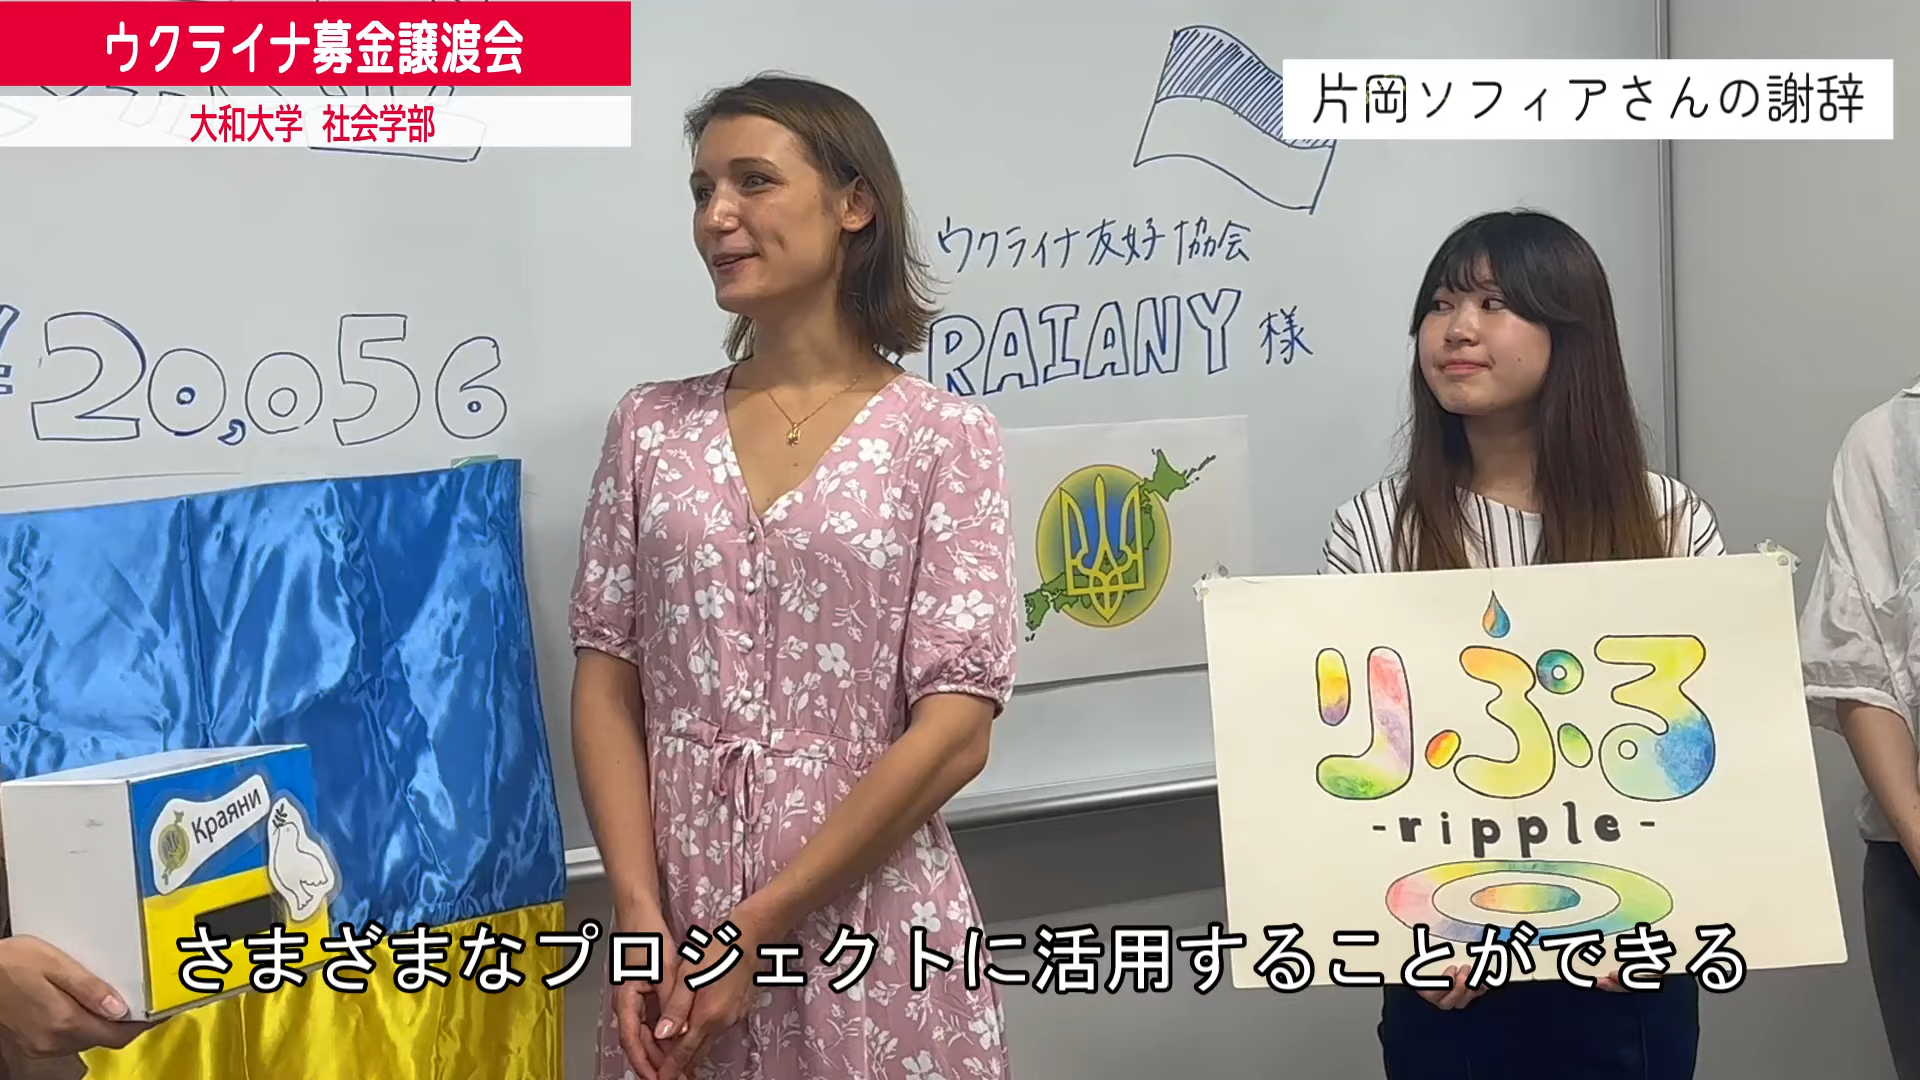 ウクライナ募金譲渡会
大和大学 社会学部
片岡ソフィアさんの謝辞
ウクライナ友好協会
KRAIANY 様
¥20,056
Краяни
りぷる
-ripple-
さまざまなプロジェクトに活用することができる